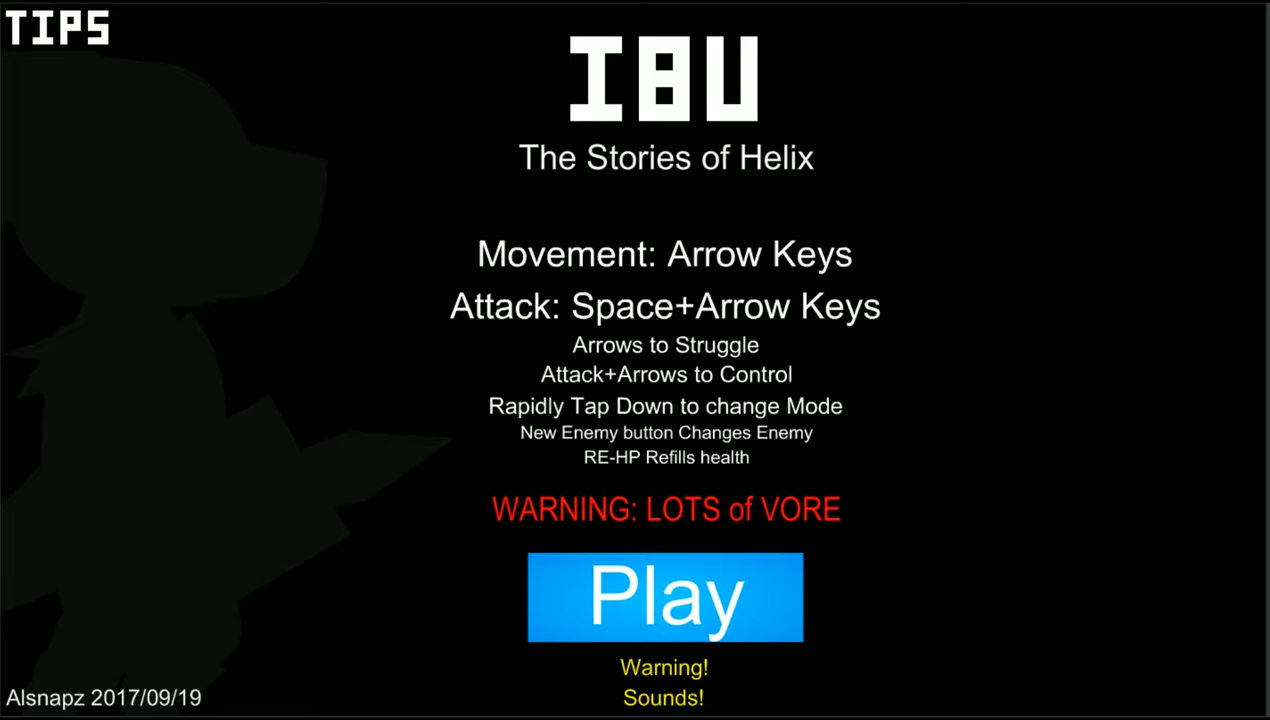 TIPS
IBU
The Stories of Helix
Movement: Arrow Keys
Attack: Space+Arrow Keys
Arrows to Struggle
Attack+Arrows to Control
Rapidly Tap Down to change Mode
New Enemy button Changes Enemy
RE-HP Refills health
WARNING: LOTS of VORE
Play
Warning!
Sounds!
Alsnapz 2017/09/19